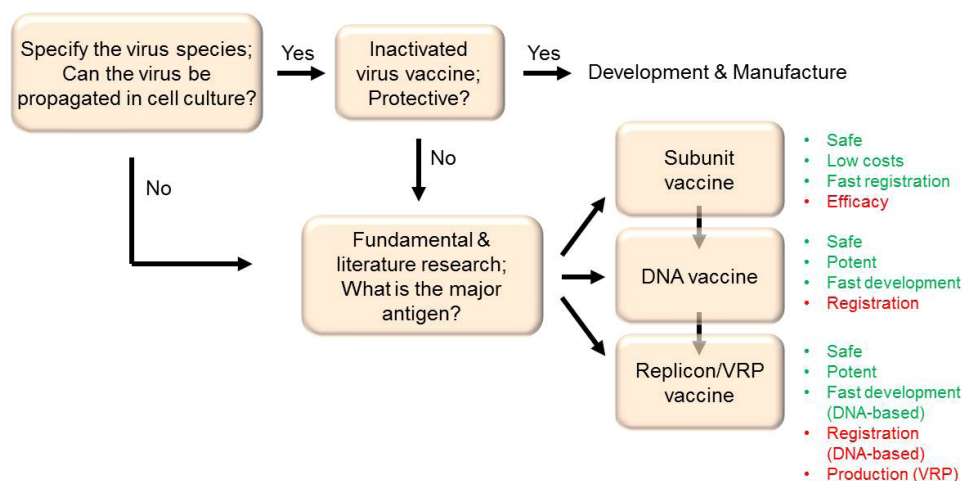 Specify the virus species;
Can the virus be
propagated in cell culture?
Yes
Inactivated
virus vaccine;
Protective?
Yes
Development & Manufacture
No
No
Fundamental &
literature research;
What is the major
antigen?
Subunit
vaccine
• Safe
• Low costs
• Fast registration
• Efficacy
DNA vaccine
• Safe
• Potent
• Fast development
• Registration
Replicon/VRP
vaccine
• Safe
• Potent
• Fast development
(DNA-based)
• Registration
(DNA-based)
• Production (VRP)